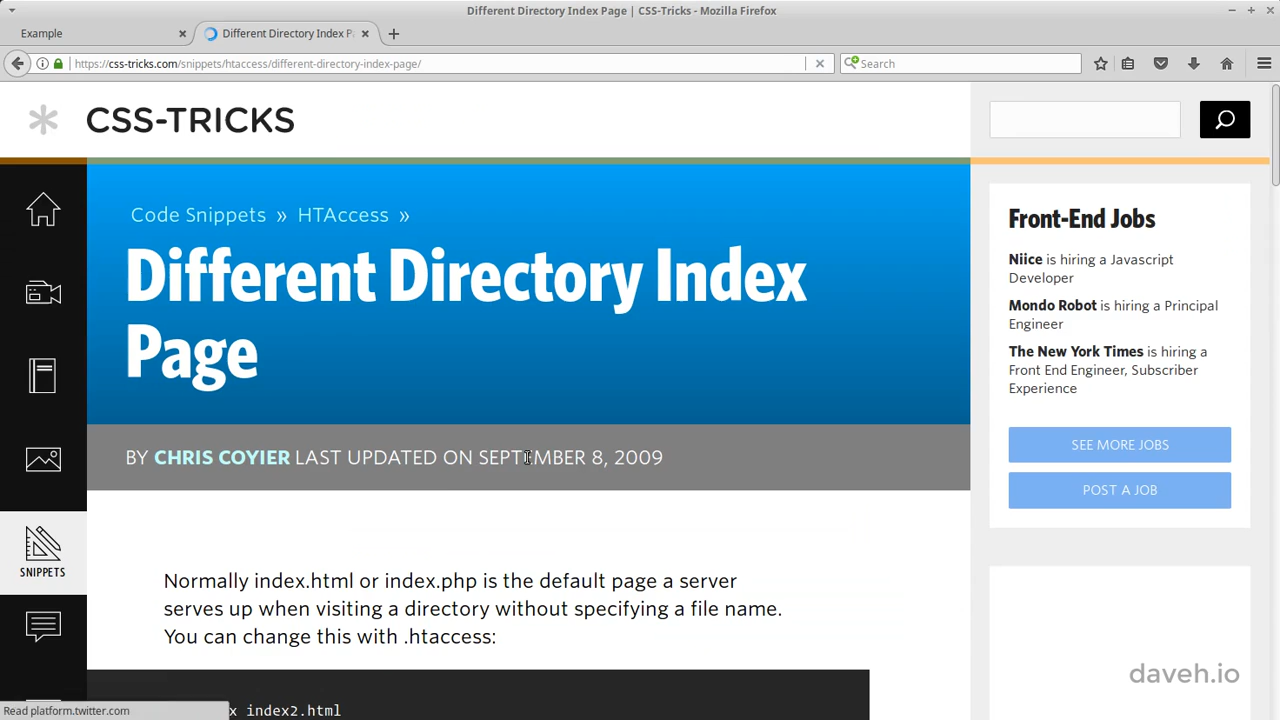 Different Directory Index Page | CSS-Tricks - Mozilla Firefox
Example
Different Directory Index P
https://css-tricks.com/snippets/htaccess/different-directory-index-page/
Search
CSS-TRICKS
Code Snippets » HTAccess »
Different Directory Index
Page
BY CHRIS COYIER LAST UPDATED ON SEPTEMBER 8, 2009
SNIPPETS
Normally index.html or index.php is the default page a server
serves up when visiting a directory without specifying a file name.
You can change this with .htaccess:
x index2.html
Read platform.twitter.com
Front-End Jobs
Niice is hiring a Javascript
Developer
Mondo Robot is hiring a Principal
Engineer
The New York Times is hiring a
Front End Engineer, Subscriber
Experience
SEE MORE JOBS
POST A JOB
daveh.io